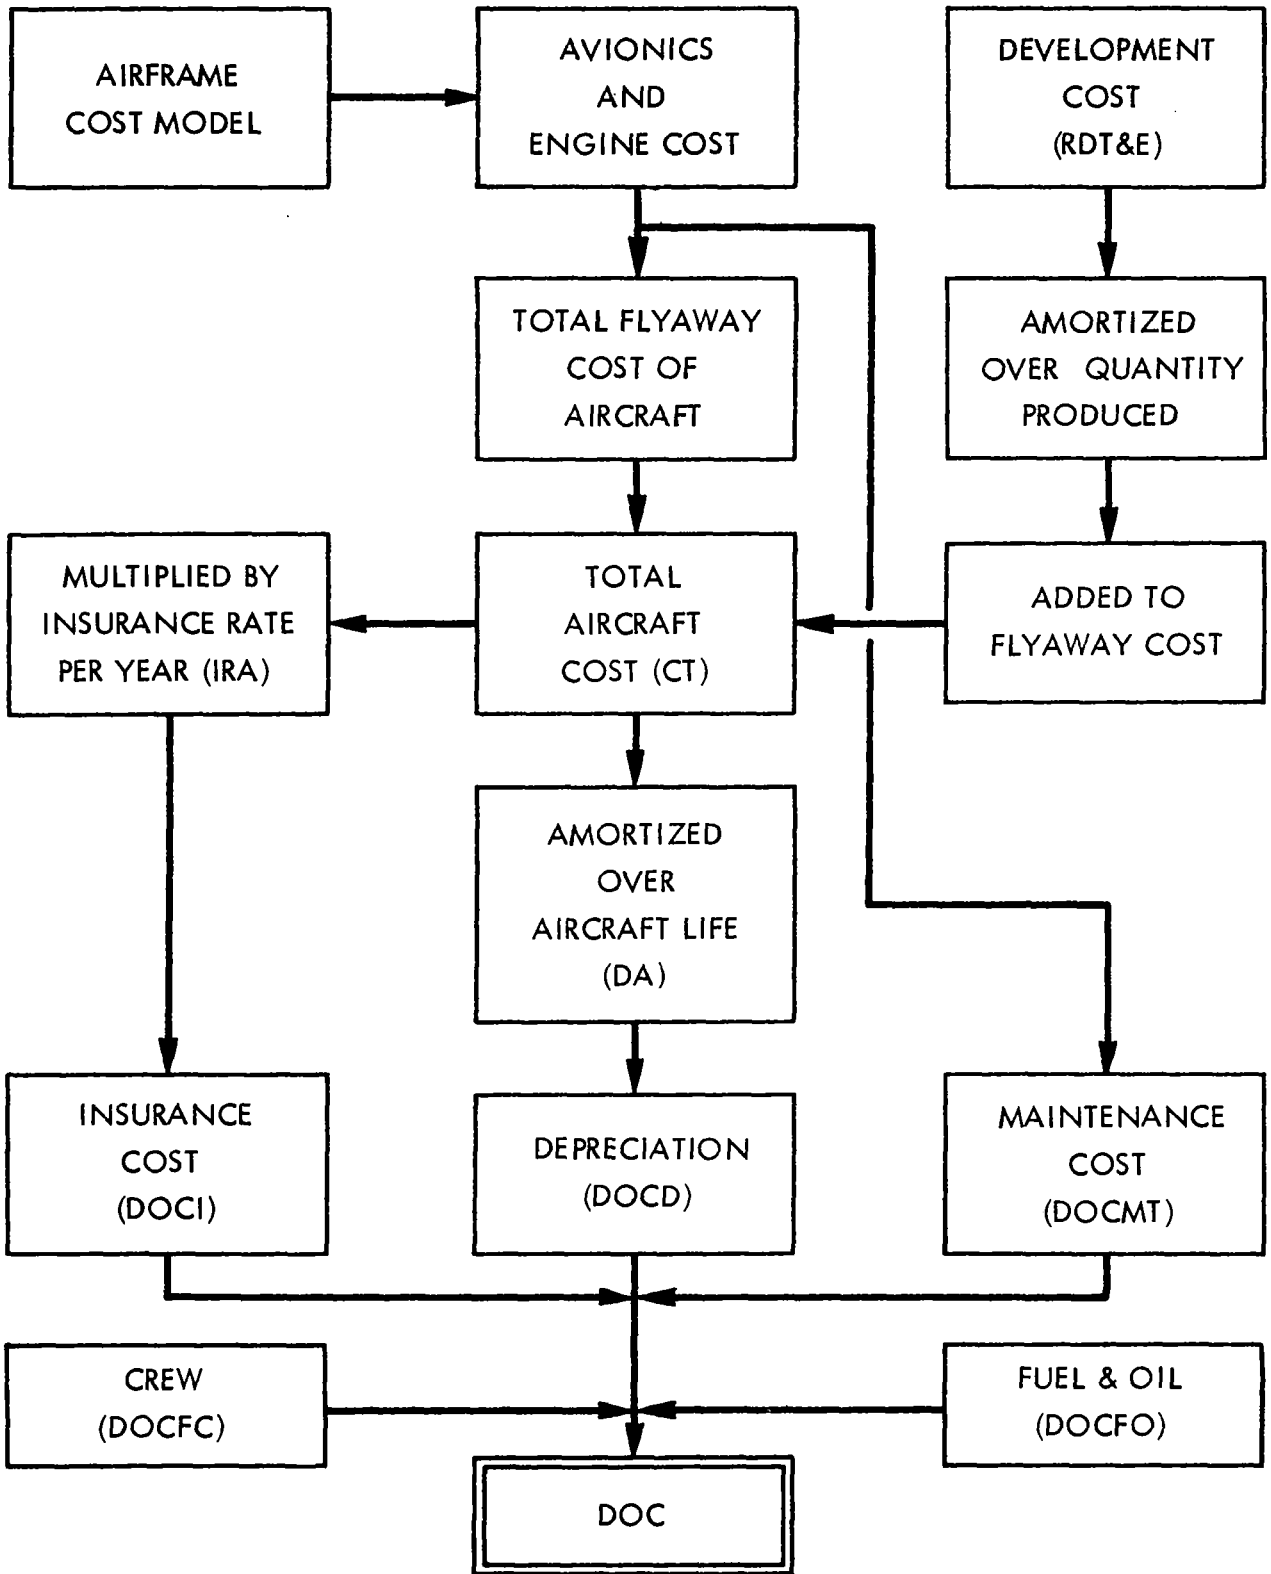 AIRFRAME
COST MODEL
AVIONICS
AND
ENGINE COST
DEVELOPMENT
COST
(RDT&E)
TOTAL FLYAWAY
COST OF
AIRCRAFT
AMORTIZED
OVER QUANTITY
PRODUCED
MULTIPLIED BY
INSURANCE RATE
PER YEAR (IRA)
TOTAL
AIRCRAFT
COST (CT)
ADDED TO
FLYAWAY COST
AMORTIZED
OVER
AIRCRAFT LIFE
(DA)
INSURANCE
COST
(DOCI)
DEPRECIATION
(DOCD)
MAINTENANCE
COST
(DOCMT)
CREW
(DOCFC)
FUEL & OIL
(DOCFO)
DOC